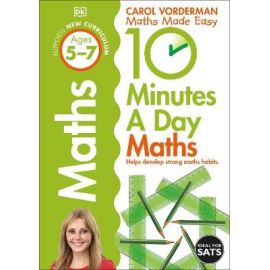 DK
SUPPORTS NEW CURRICULUM
Ages
5–7
Maths
CAROL VORDERMAN
Maths Made Easy
10
Minutes
A Day
Maths
Helps develop strong maths habits.
IDEAL FOR
SATS